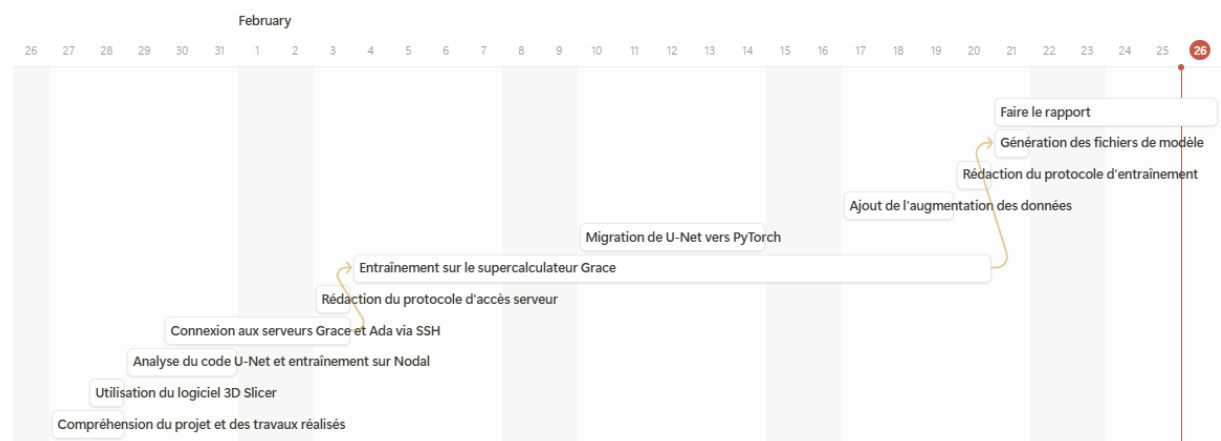 February
26 27 28 29 30 31 1 2 3 4 5 6 7 8 9 10 11 12 13 14 15 16 17 18 19 20 21 22 23 24 25 26
Faire le rapport
Génération des fichiers de modèle
Rédaction du protocole d'entraînement
Ajout de l'augmentation des données
Migration de U-Net vers PyTorch
Entraînement sur le supercalculateur Grace
Rédaction du protocole d'accès serveur
Connexion aux serveurs Grace et Ada via SSH
Analyse du code U-Net et entraînement sur Nodal
Utilisation du logiciel 3D Slicer
Compréhension du projet et des travaux réalisés